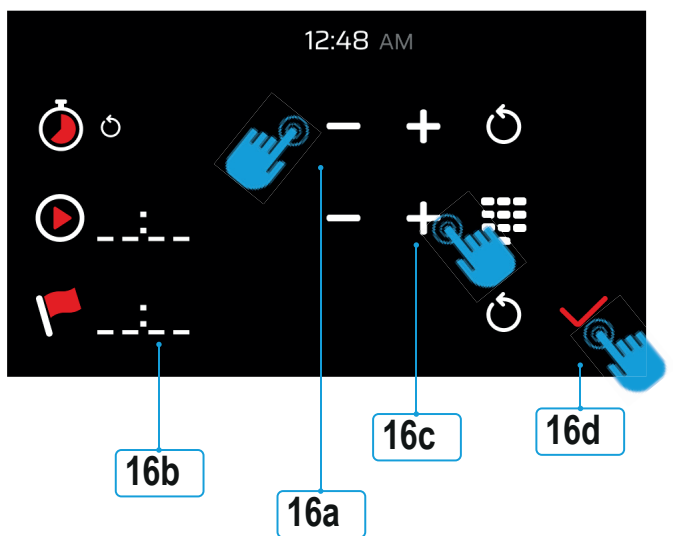 12:48 AM
− +
_ _:_ _ − +
_ _:_ _
16c 16d
16b
16a